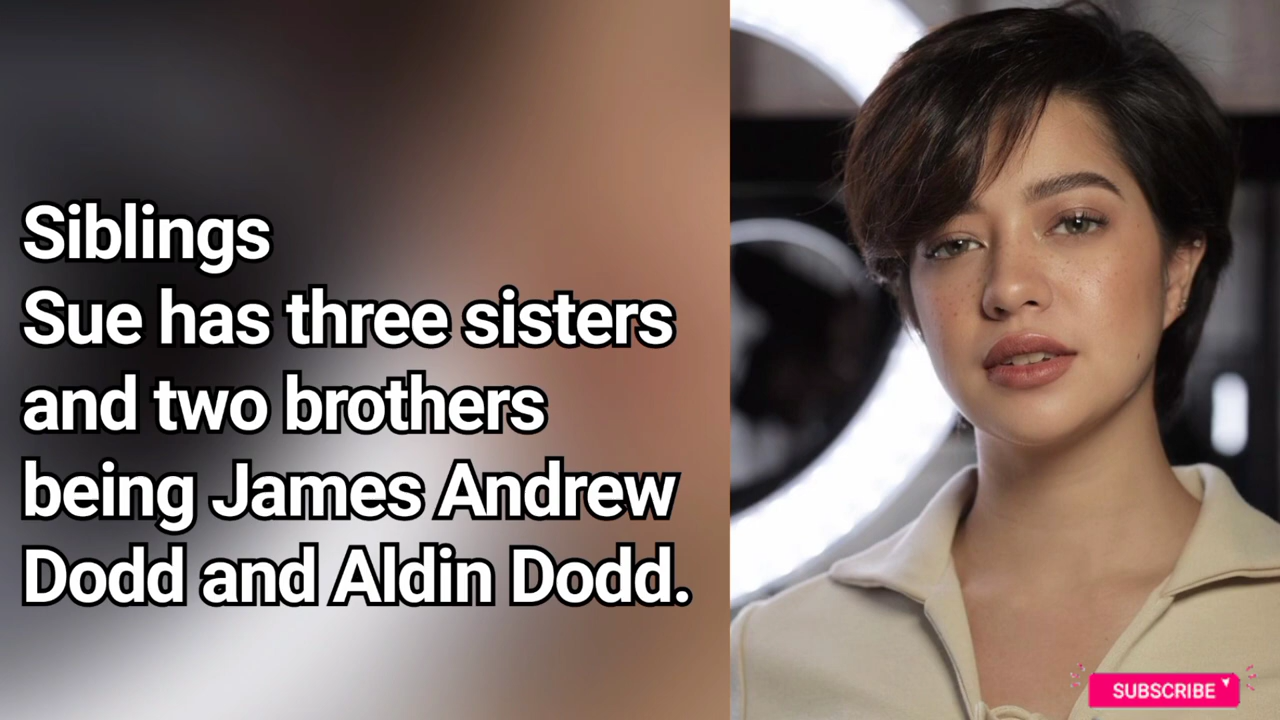 Siblings
Sue has three sisters
and two brothers
being James Andrew
Dodd and Aldin Dodd.
SUBSCRIBE